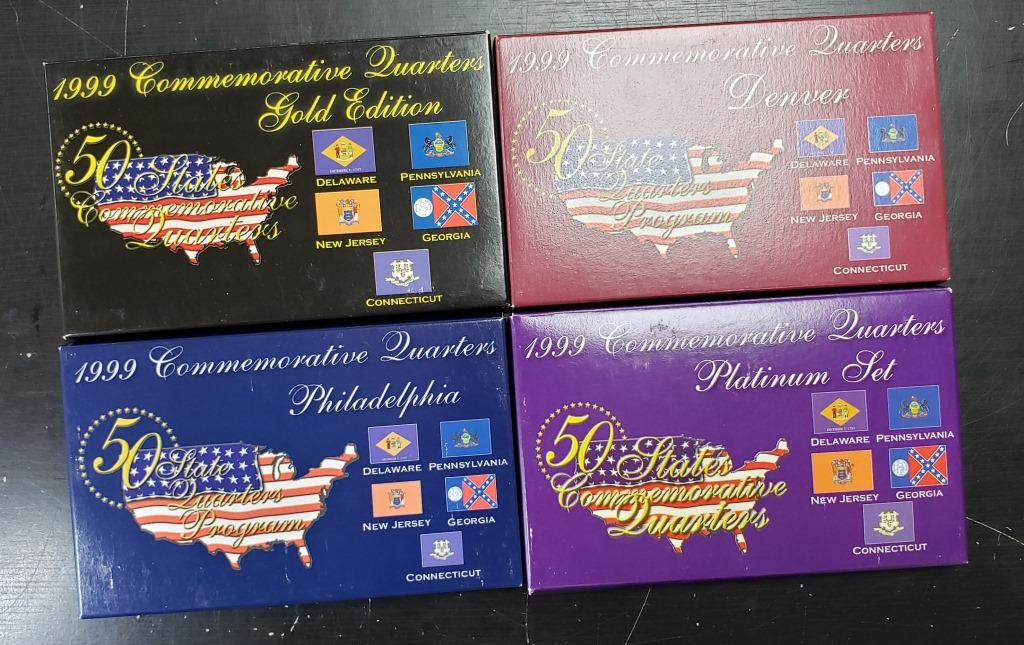 1999 Commemorative Quarters
Gold Edition
50 States
Commemorative
Quarters
DELAWARE
PENNSYLVANIA
NEW JERSEY
GEORGIA
CONNECTICUT
1999 Commemorative Quarters
Denver
50 State
Quarters
Program
DELAWARE
PENNSYLVANIA
NEW JERSEY
GEORGIA
CONNECTICUT
1999 Commemorative Quarters
Philadelphia
50 State
Quarters
Program
DELAWARE
PENNSYLVANIA
NEW JERSEY
GEORGIA
CONNECTICUT
1999 Commemorative Quarters
Platinum Set
50 States
Commemorative
Quarters
DELAWARE
PENNSYLVANIA
NEW JERSEY
GEORGIA
CONNECTICUT